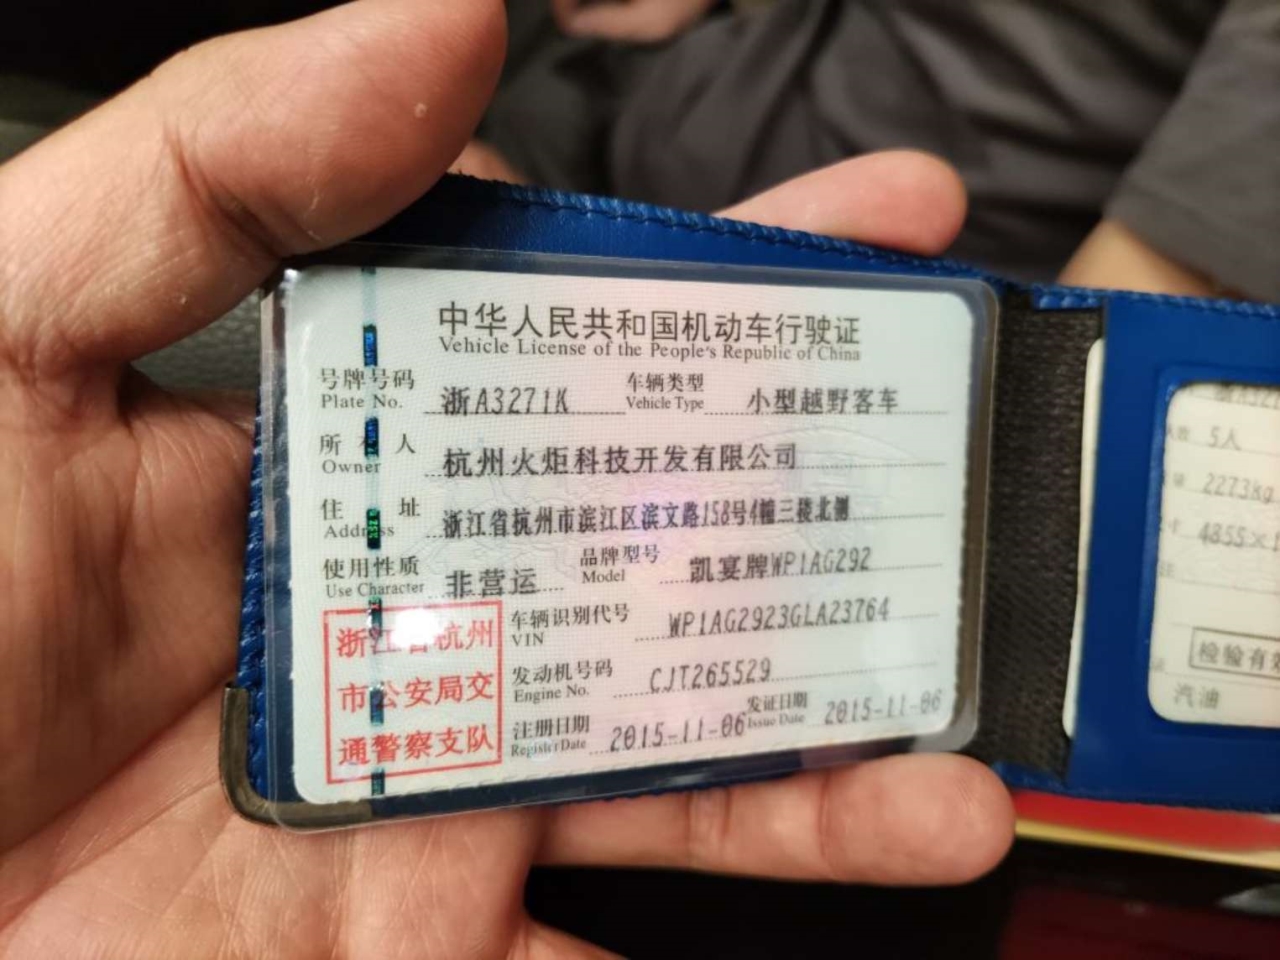 中华人民共和国机动车行驶证
Vehicle License of the People's Republic of China
号牌号码 浙A3271K 车辆类型 小型越野客车
Plate No. Vehicle Type
所有人 杭州火炬科技开发有限公司
Owner
住址 浙江省杭州市滨江区滨文路158号4幢三楼北侧
Address
使用性质 非营运 品牌型号 凯宴牌WP1AG292
Use Character Model
浙江省杭州
市公安局交
通警察支队
车辆识别代号 WP1AG2923GLA23764
VIN
发动机号码 CJT265529
Engine No.
注册日期 2015-11-06 发证日期 2015-11-06
Register Date Issue Date
5人
2273kg
4855×1
检验有效
汽油